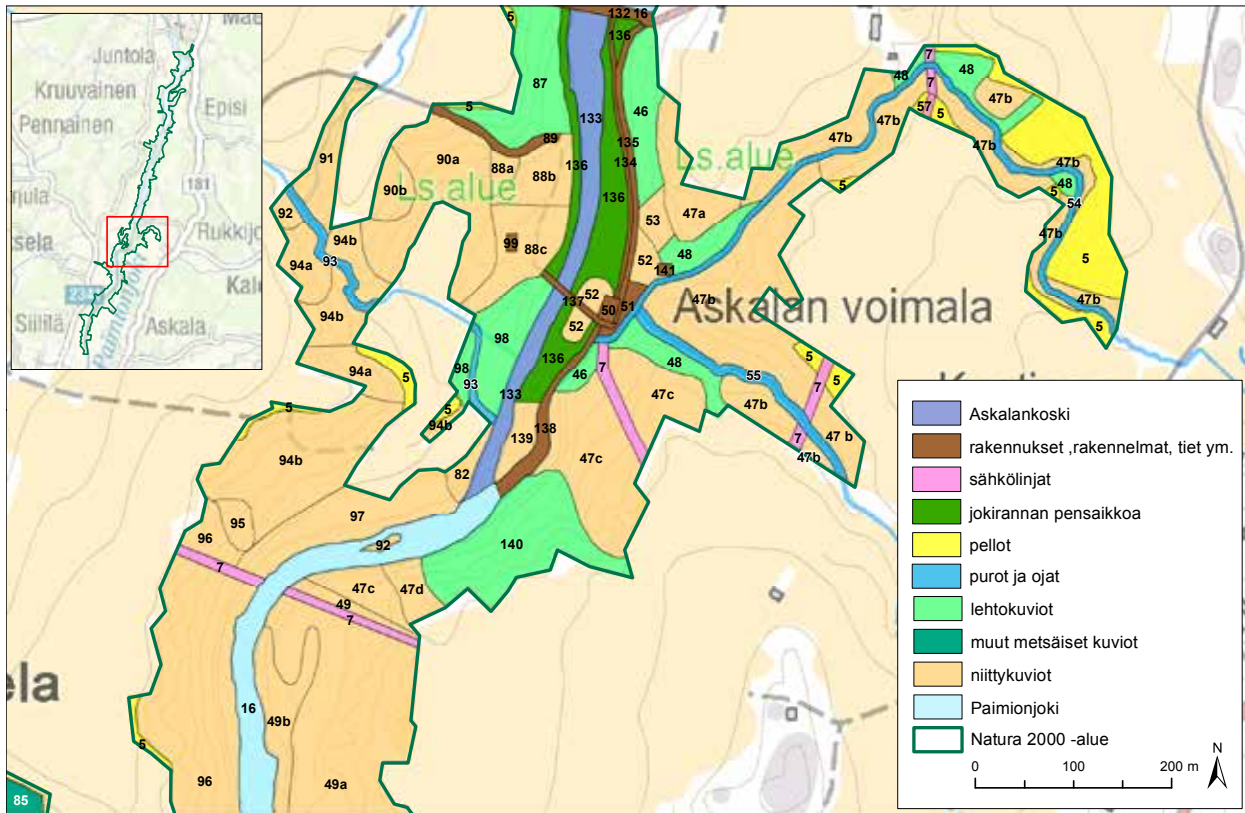 Juntola
Kruuvainen
Episi
Pennainen
181
Rukkijo
Siililä
Askala
5
132 16
136
87
46
133
135
134
136
89
5
91
90a
88a
88b
90b
Ls.alue
Ls.alue
136
48
7
48
7
47b
57
5
47b
47b
47b
47b
48
5
54
47b
5
47b
5
5
92
94b
93
94a
94b
99
88c
53
47a
52
48
141
137
52
50
51
52
47b
Askalan voimala
98
136
98
93
133
46
7
48
55
5
7
5
47c
47b
7
47 b
47b
94a
5
5
94b
5
94b
138
139
47c
82
97
95
96
7
92
140
47c
47d
49
7
16
49b
5
96
49a
85
ela
Askalankoski
rakennukset ,rakennelmat, tiet ym.
sähkölinjat
jokirannan pensaikkoa
pellot
purot ja ojat
lehtokuviot
muut metsäiset kuviot
niittykuviot
Paimionjoki
Natura 2000 -alue
N
0 100 200 m